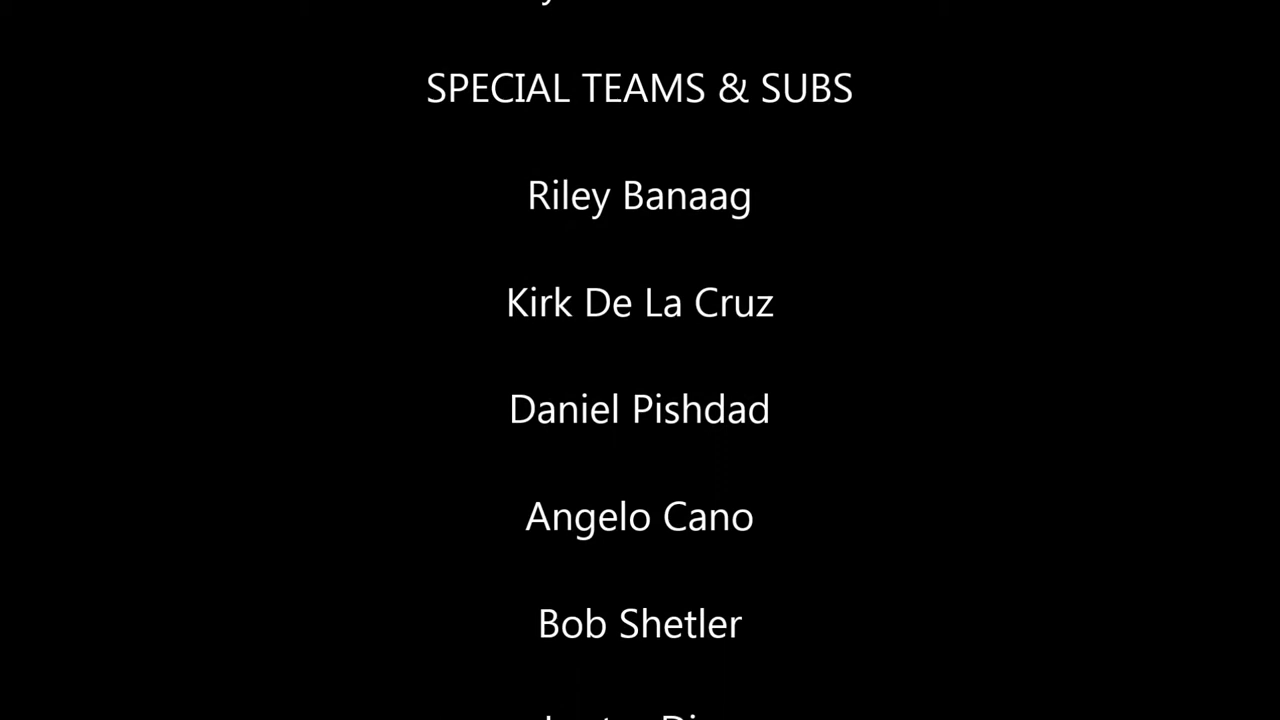 SPECIAL TEAMS & SUBS
Riley Banaag
Kirk De La Cruz
Daniel Pishdad
Angelo Cano
Bob Shetler